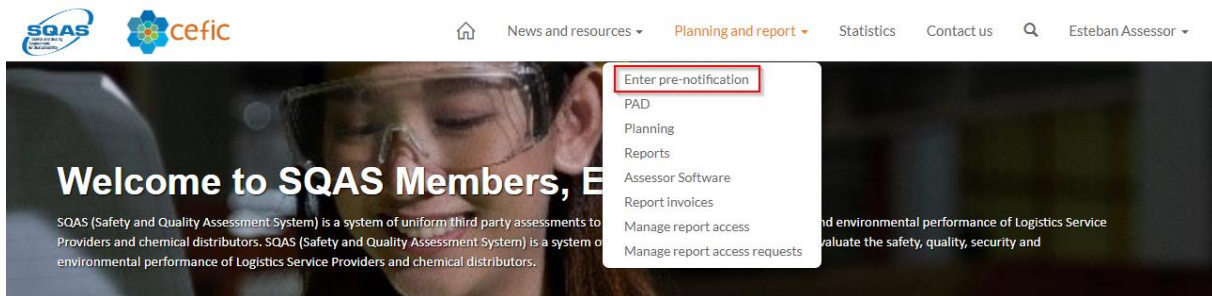 SQAS
cefic
News and resources
Planning and report
Statistics
Contact us
Esteban Assessor
Enter pre-notification
PAD
Planning
Reports
Assessor Software
Report invoices
Manage report access
Manage report access requests
Welcome to SQAS Members, E
SQAS (Safety and Quality Assessment System) is a system of uniform third party assessments to nd environmental performance of Logistics Service
Providers and chemical distributors. SQAS (Safety and Quality Assessment System) is a system o valuate the safety, quality, security and
environmental performance of Logistics Service Providers and chemical distributors.